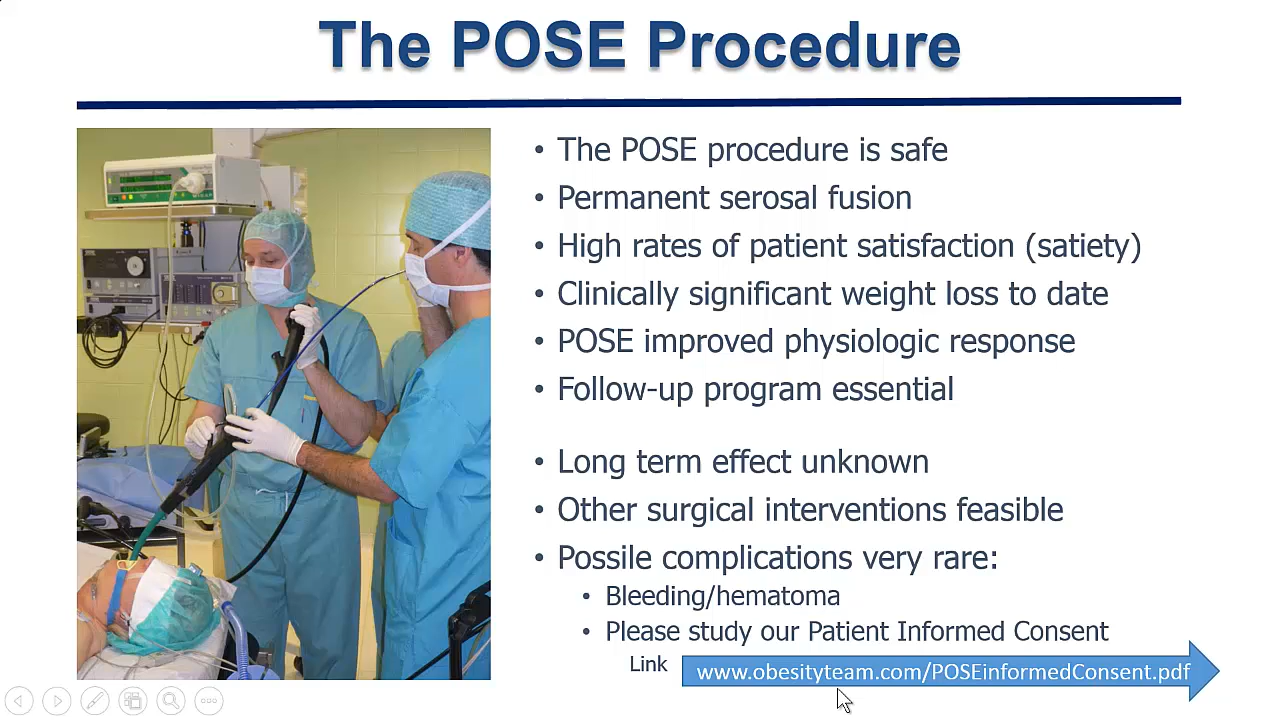 The POSE Procedure
• The POSE procedure is safe
• Permanent serosal fusion
• High rates of patient satisfaction (satiety)
• Clinically significant weight loss to date
• POSE improved physiologic response
• Follow-up program essential
• Long term effect unknown
• Other surgical interventions feasible
• Possile complications very rare:
• Bleeding/hematoma
• Please study our Patient Informed Consent
Link www.obesityteam.com/POSEinformedConsent.pdf